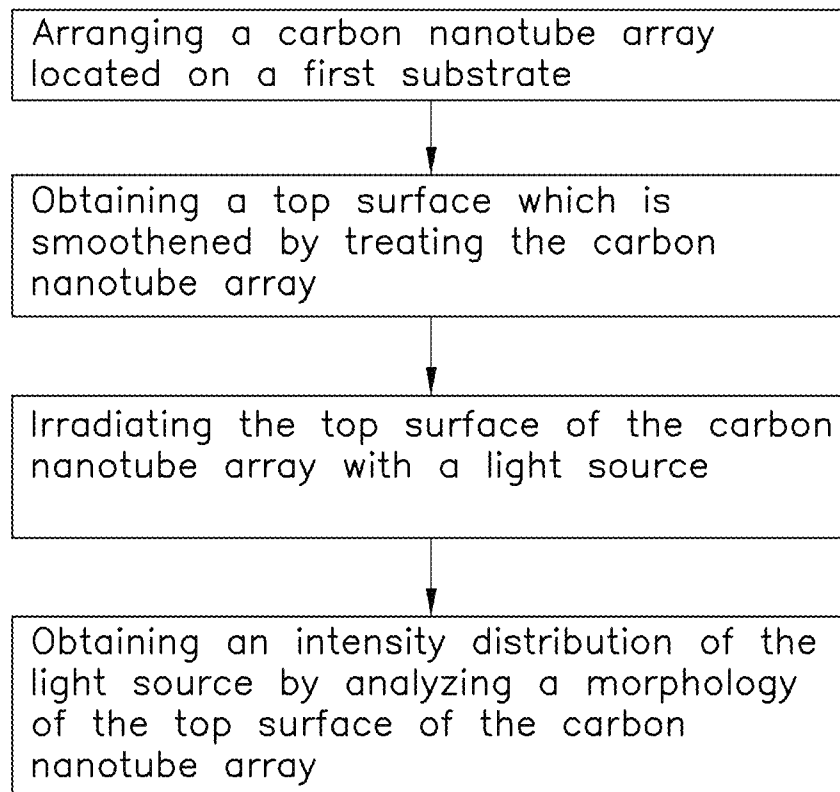 Arranging a carbon nanotube array
located on a first substrate
Obtaining a top surface which is
smoothened by treating the carbon
nanotube array
Irradiating the top surface of the carbon
nanotube array with a light source
Obtaining an intensity distribution of the
light source by analyzing a morphology
of the top surface of the carbon
nanotube array